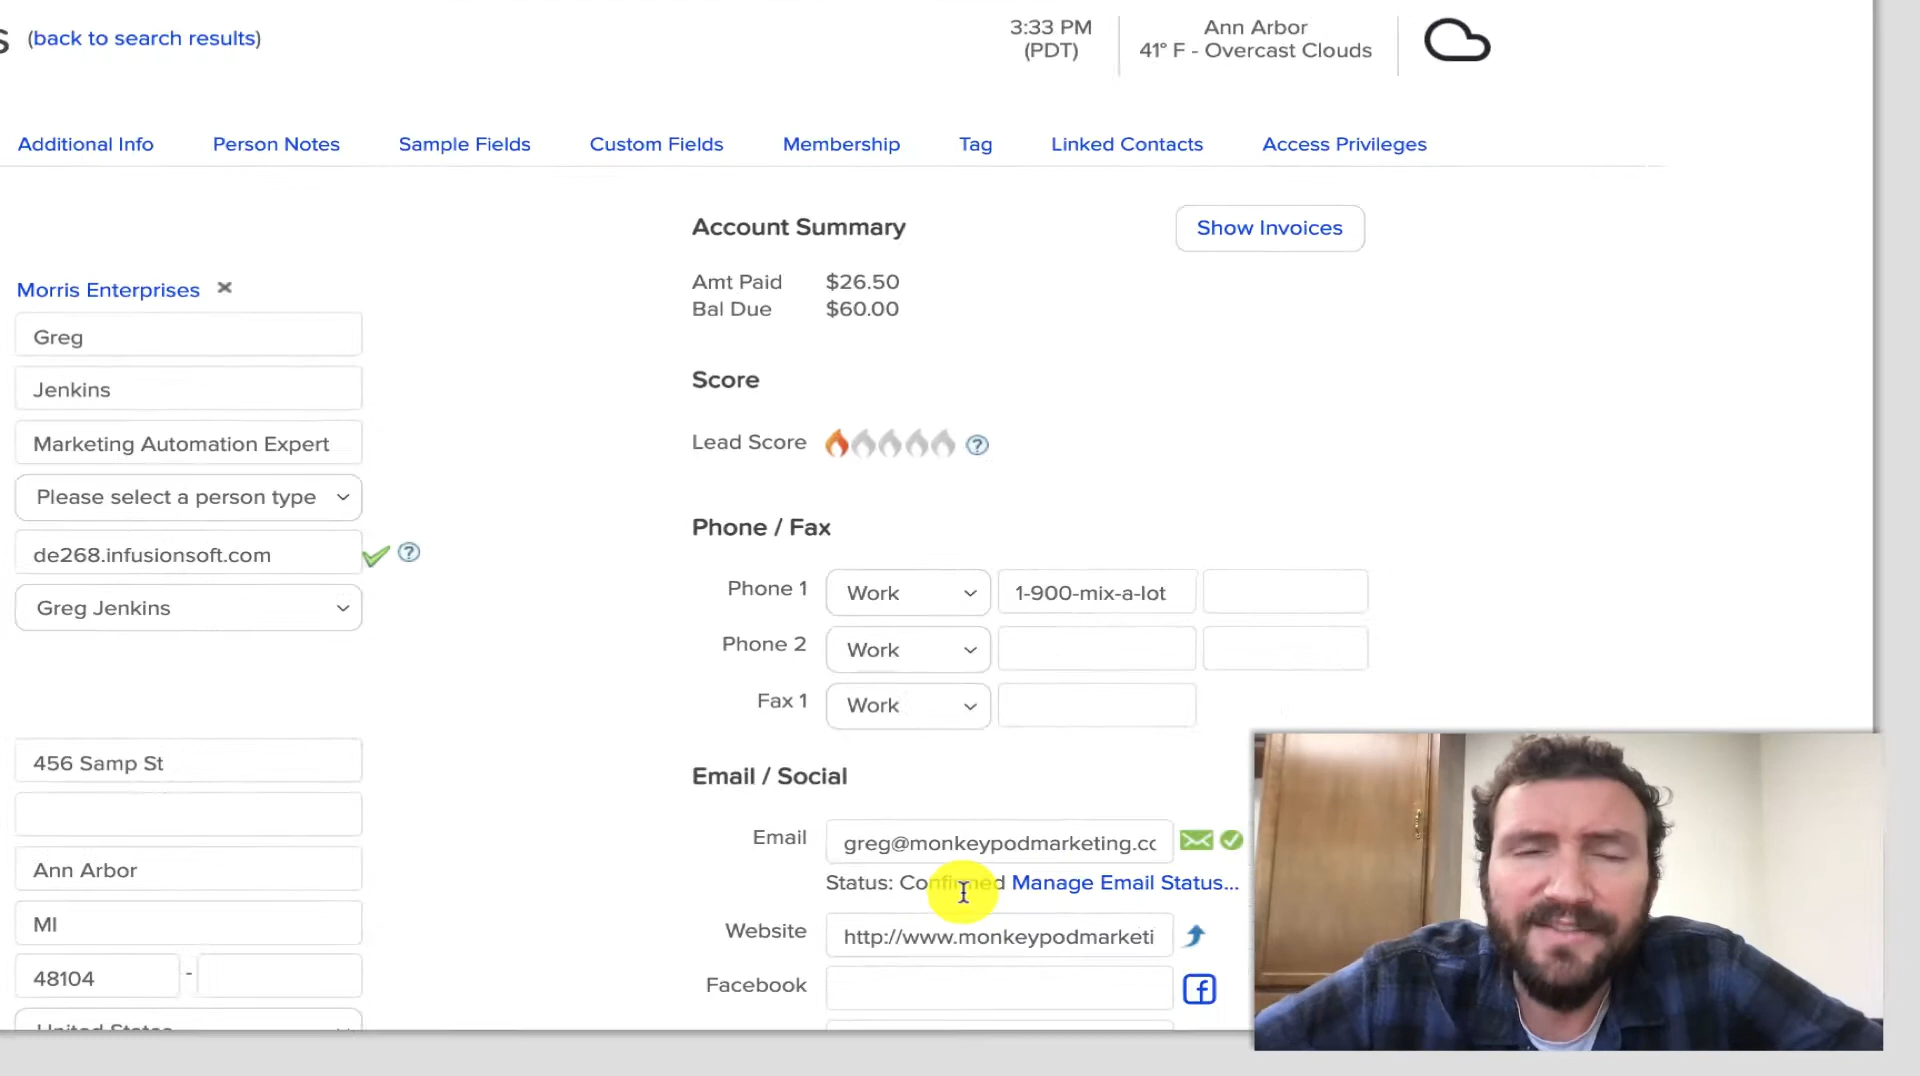 (back to search results)
3:33 PM
(PDT)
Ann Arbor
41° F - Overcast Clouds
Additional Info Person Notes Sample Fields Custom Fields Membership Tag Linked Contacts Access Privileges
Account Summary
Show Invoices
Morris Enterprises
Amt Paid $26.50
Bal Due $60.00
Greg
Jenkins
Marketing Automation Expert
Please select a person type
de268.infusionsoft.com
Greg Jenkins
Score
Lead Score
Phone / Fax
Phone 1 Work 1-900-mix-a-lot
Phone 2 Work
Fax 1 Work
456 Samp St
Ann Arbor
MI
48104 -
United States
Email / Social
Email greg@monkeypodmarketing.cc
Status: Confirmed Manage Email Status...
Website http://www.monkeypodmarketi
Facebook